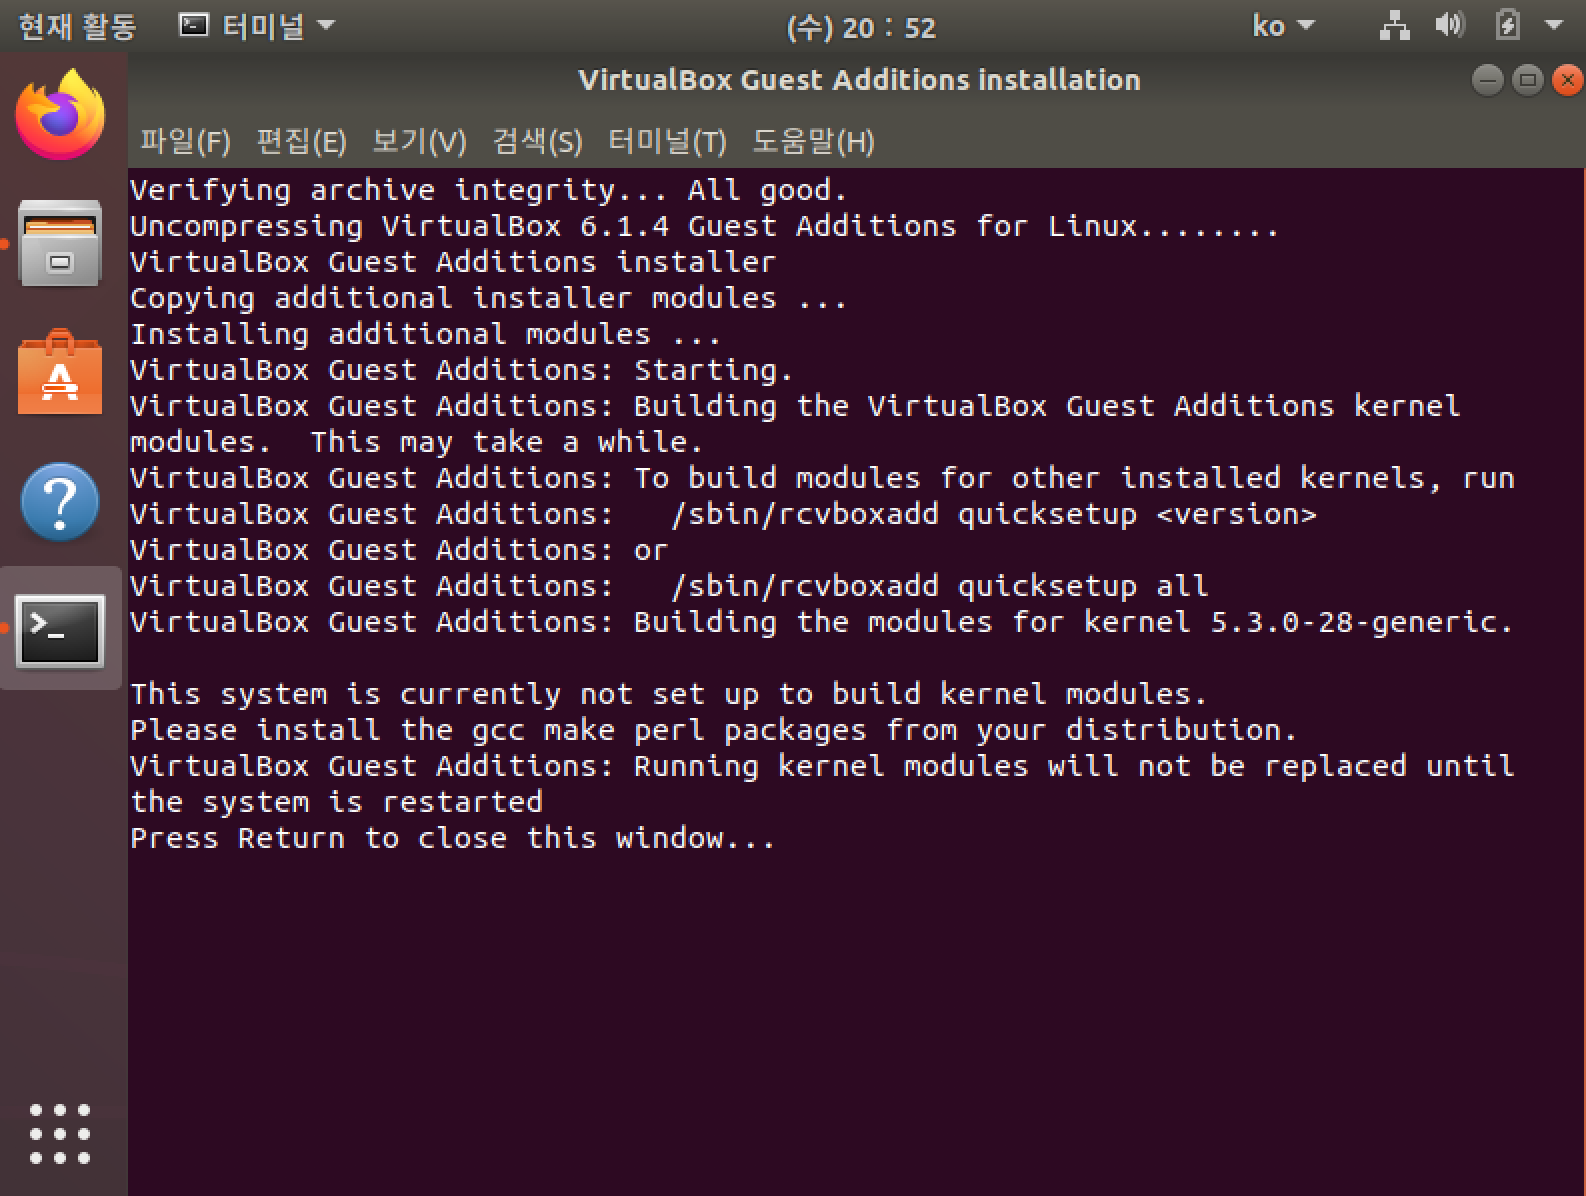 현재 활동 터미널 (수) 20 : 52 ko
VirtualBox Guest Additions installation
파일(F) 편집(E) 보기(V) 검색(S) 터미널(T) 도움말(H)
Verifying archive integrity... All good.
Uncompressing VirtualBox 6.1.4 Guest Additions for Linux........
VirtualBox Guest Additions installer
Copying additional installer modules ...
Installing additional modules ...
VirtualBox Guest Additions: Starting.
VirtualBox Guest Additions: Building the VirtualBox Guest Additions kernel
modules.  This may take a while.
VirtualBox Guest Additions: To build modules for other installed kernels, run
VirtualBox Guest Additions:   /sbin/rcvboxadd quicksetup <version>
VirtualBox Guest Additions: or
VirtualBox Guest Additions:   /sbin/rcvboxadd quicksetup all
VirtualBox Guest Additions: Building the modules for kernel 5.3.0-28-generic.
This system is currently not set up to build kernel modules.
Please install the gcc make perl packages from your distribution.
VirtualBox Guest Additions: Running kernel modules will not be replaced until
the system is restarted
Press Return to close this window...